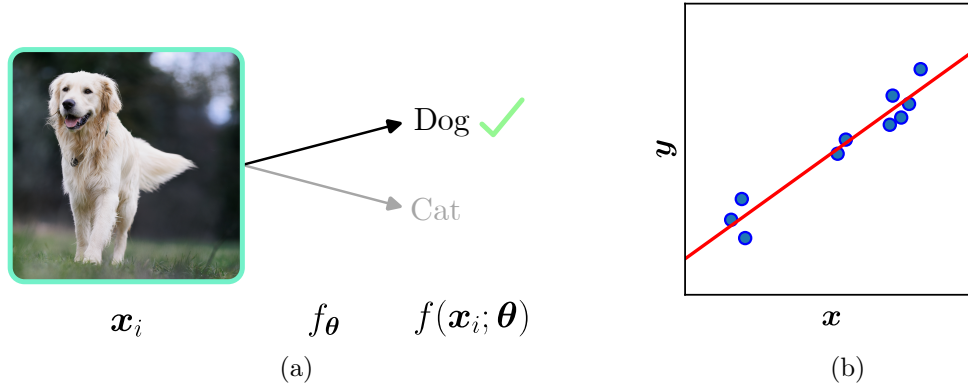 Dog
Cat
y
x
x_i
f_θ
f(x_i; θ)
(a)
(b)